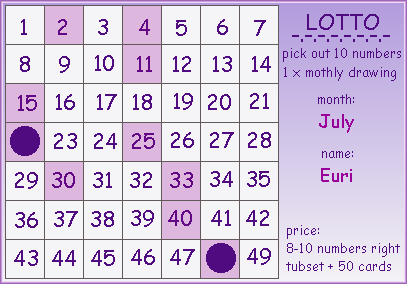 1 2 3 4 5 6 7
8 9 10 11 12 13 14
15 16 17 18 19 20 21
23 24 25 26 27 28
29 30 31 32 33 34 35
36 37 38 39 40 41 42
43 44 45 46 47 49
LOTTO
pick out 10 numbers
1 x mothly drawing
month:
July
name:
Euri
price:
8-10 numbers right
tubset + 50 cards